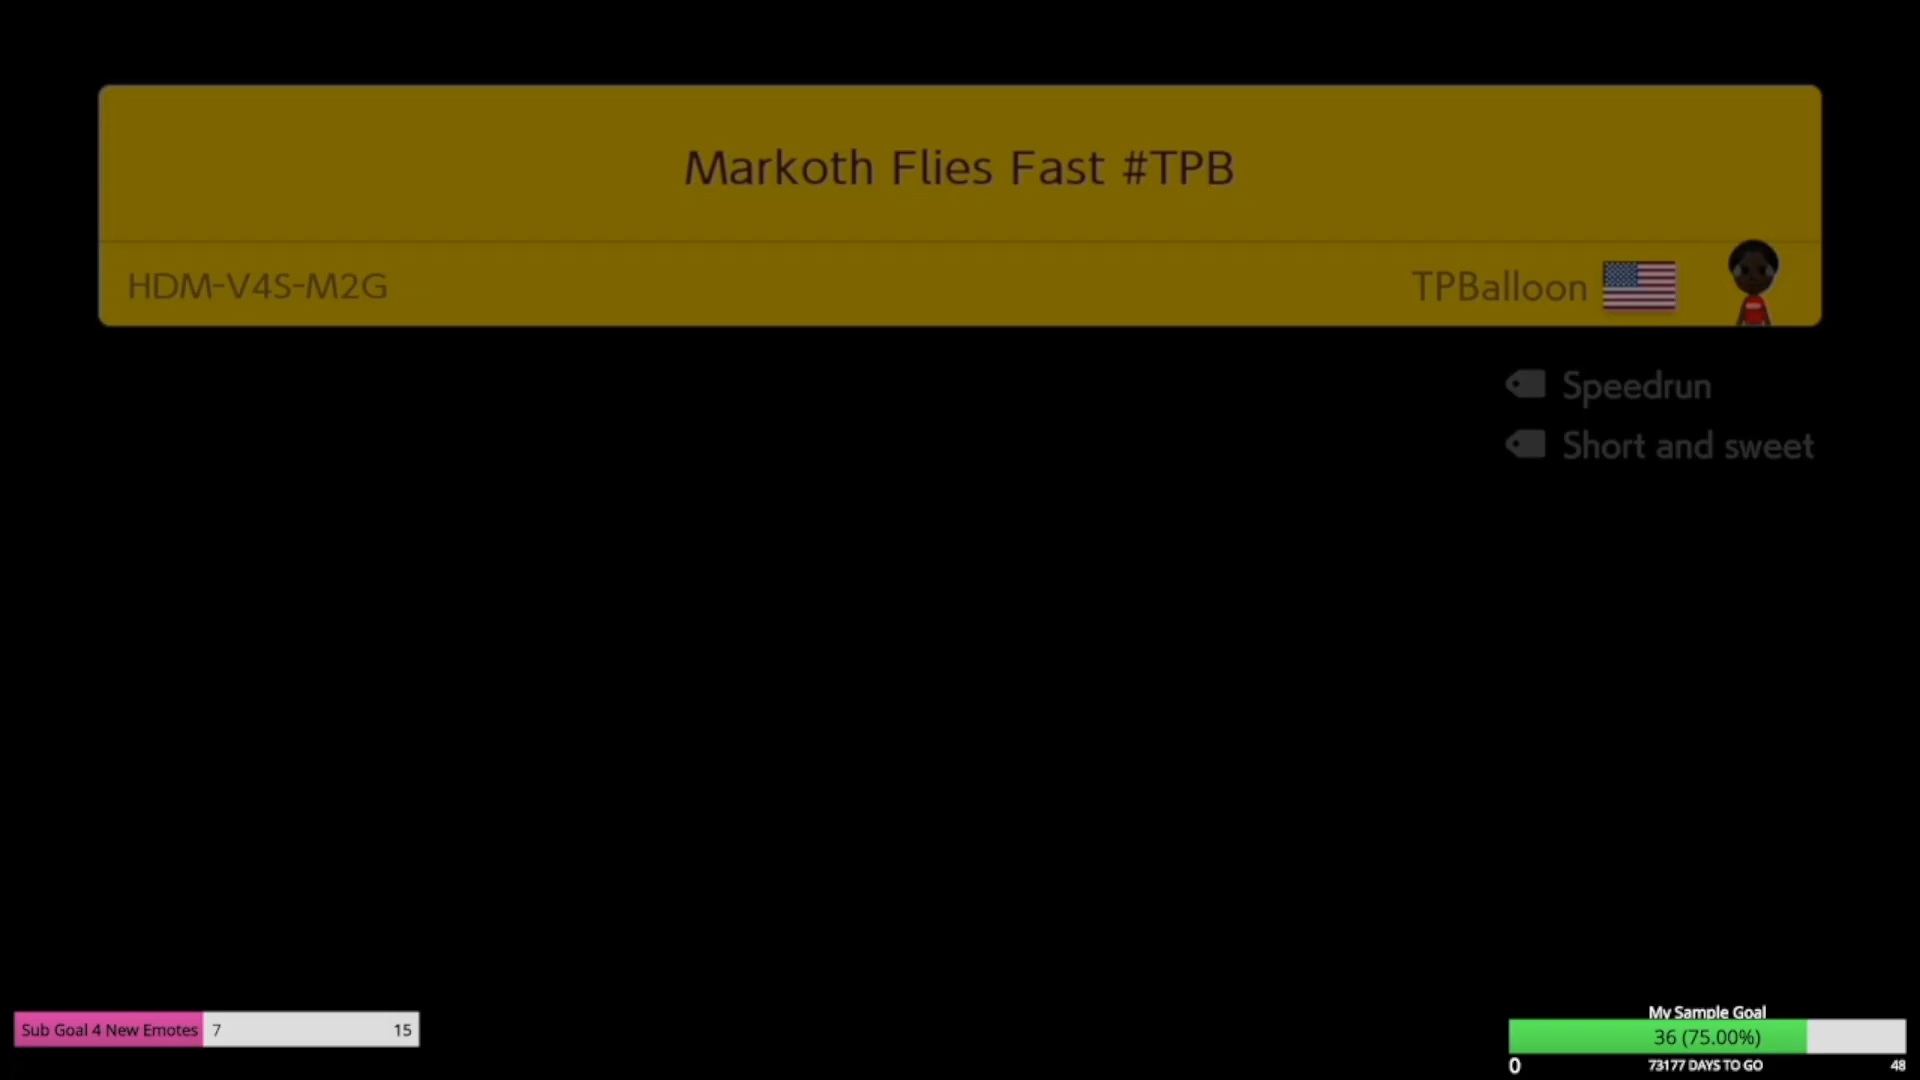 Markoth Flies Fast #TPB
HDM-V4S-M2G
TPBalloon
Speedrun
Short and sweet
Sub Goal 4 New Emotes 7 15
My Sample Goal
36 (75.00%)
0 73177 DAYS TO GO 48